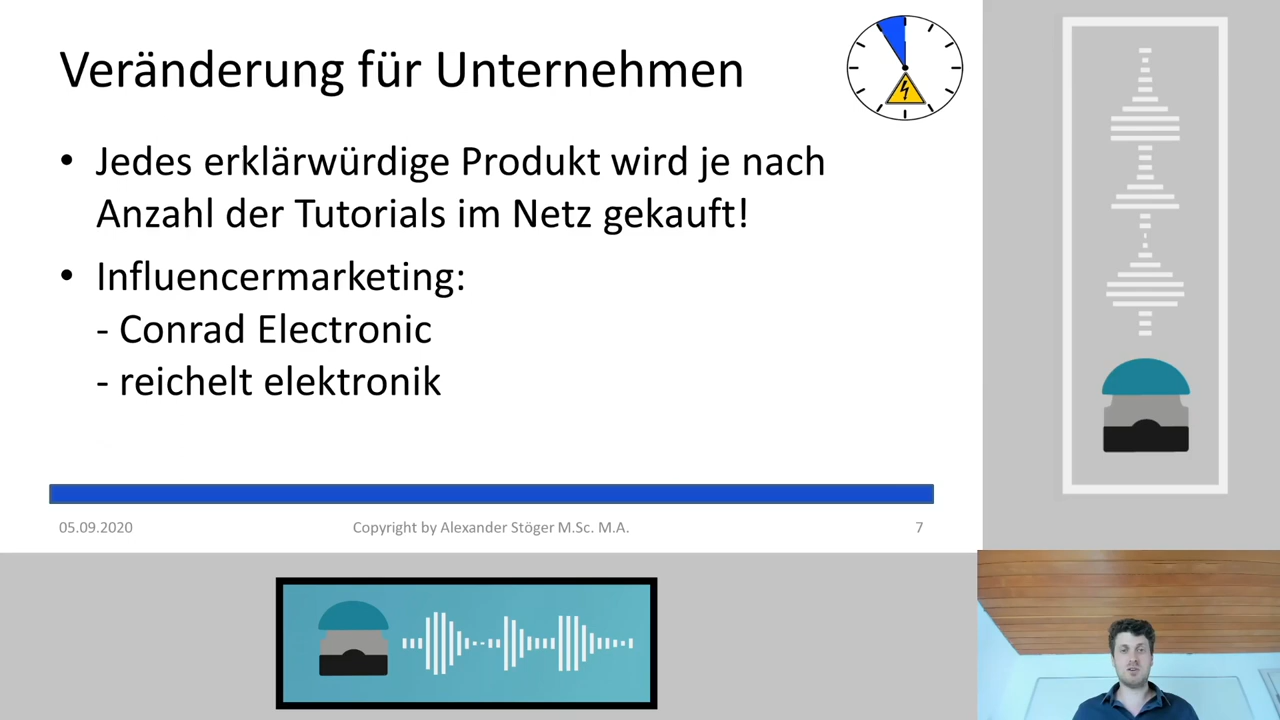 Veränderung für Unternehmen
• Jedes erklärwürdige Produkt wird je nach
Anzahl der Tutorials im Netz gekauft!
• Influencermarketing:
- Conrad Electronic
- reichelt elektronik
05.09.2020
Copyright by Alexander Stöger M.Sc. M.A.
7